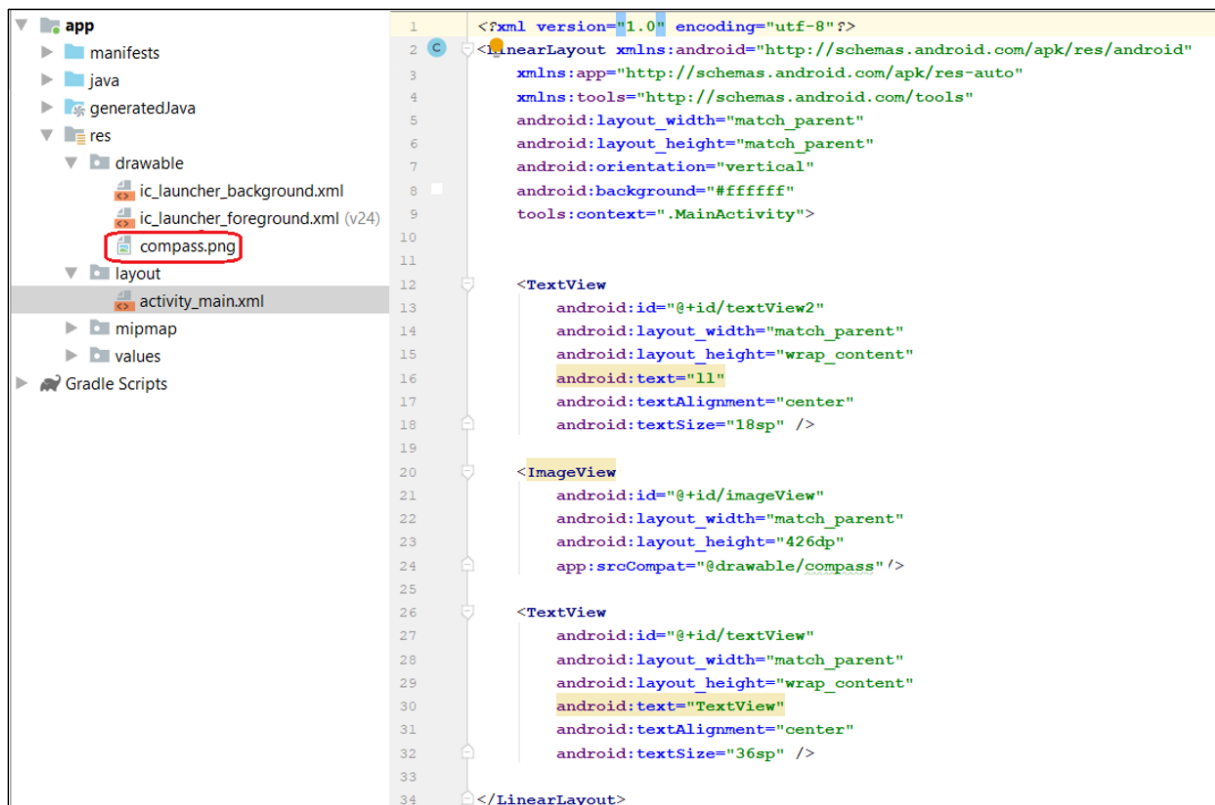 app
manifests
java
generatedJava
res
drawable
ic_launcher_background.xml
ic_launcher_foreground.xml (v24)
compass.png
layout
activity_main.xml
mipmap
values
Gradle Scripts
1 <?xml version="1.0" encoding="utf-8"?>
2 C <LinearLayout xmlns:android="http://schemas.android.com/apk/res/android"
3 xmlns:app="http://schemas.android.com/apk/res-auto"
4 xmlns:tools="http://schemas.android.com/tools"
5 android:layout_width="match_parent"
6 android:layout_height="match_parent"
7 android:orientation="vertical"
8 android:background="#ffffff"
9 tools:context=".MainActivity">
10
11
12 <TextView
13 android:id="@+id/textView2"
14 android:layout_width="match_parent"
15 android:layout_height="wrap_content"
16 android:text="ll"
17 android:textAlignment="center"
18 android:textSize="18sp" />
19
20 <ImageView
21 android:id="@+id/imageView"
22 android:layout_width="match_parent"
23 android:layout_height="426dp"
24 app:srcCompat="@drawable/compass"/>
25
26 <TextView
27 android:id="@+id/textView"
28 android:layout_width="match_parent"
29 android:layout_height="wrap_content"
30 android:text="TextView"
31 android:textAlignment="center"
32 android:textSize="36sp" />
33
34 </LinearLayout>